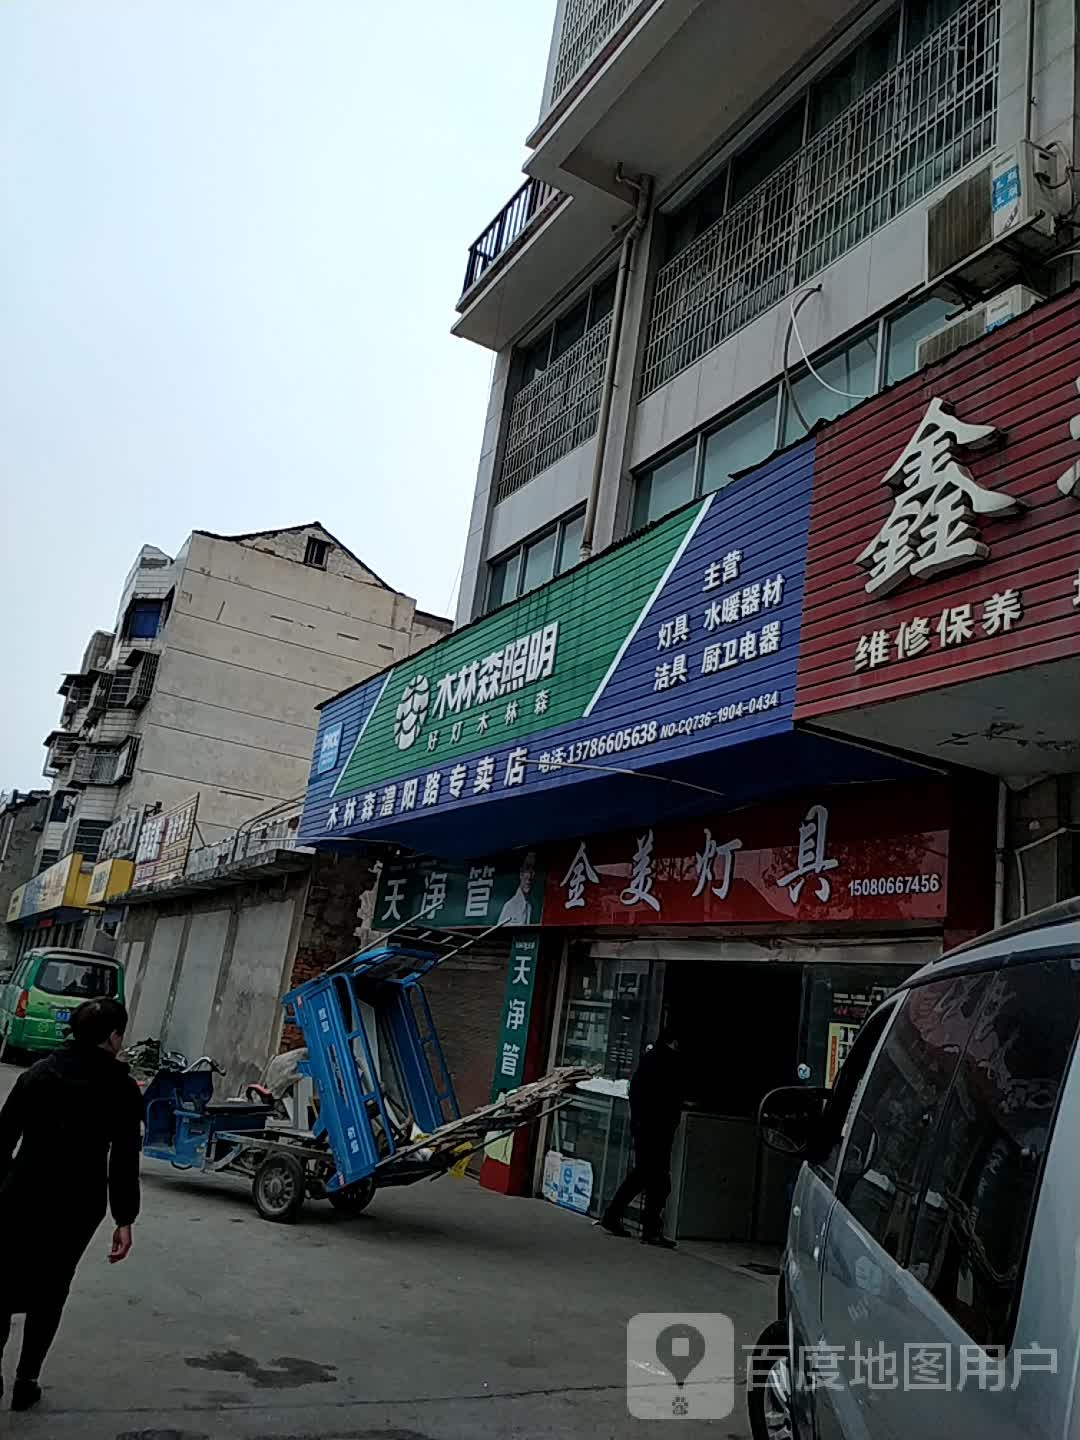 鑫
维修保养
主营
灯具 水暖器材
洁具 厨卫电器
木林森照明
好灯木林森
木林森澧阳路专卖店 电话:13786605638 NO-CQ736-1904-0434
天净管
金美灯具 15080667456
天净管
百度地图用户